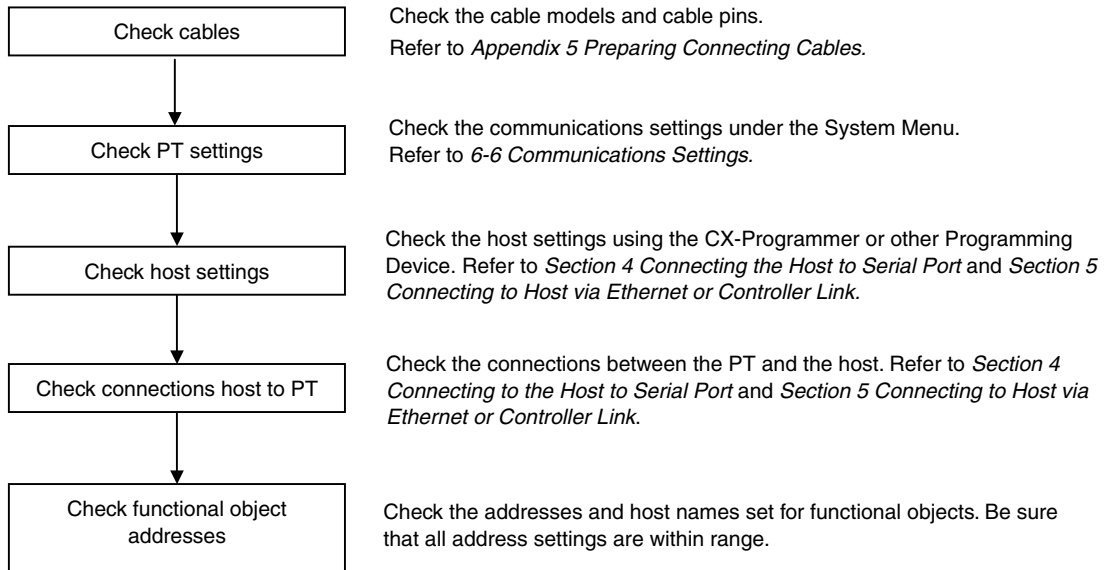 Check cables
Check the cable models and cable pins.
Refer to Appendix 5 Preparing Connecting Cables.
Check PT settings
Check the communications settings under the System Menu.
Refer to 6-6 Communications Settings.
Check host settings
Check the host settings using the CX-Programmer or other Programming
Device. Refer to Section 4 Connecting the Host to Serial Port and Section 5
Connecting to Host via Ethernet or Controller Link.
Check connections host to PT
Check the connections between the PT and the host. Refer to Section 4
Connecting to the Host to Serial Port and Section 5 Connecting to Host via
Ethernet or Controller Link.
Check functional object
addresses
Check the addresses and host names set for functional objects. Be sure
that all address settings are within range.